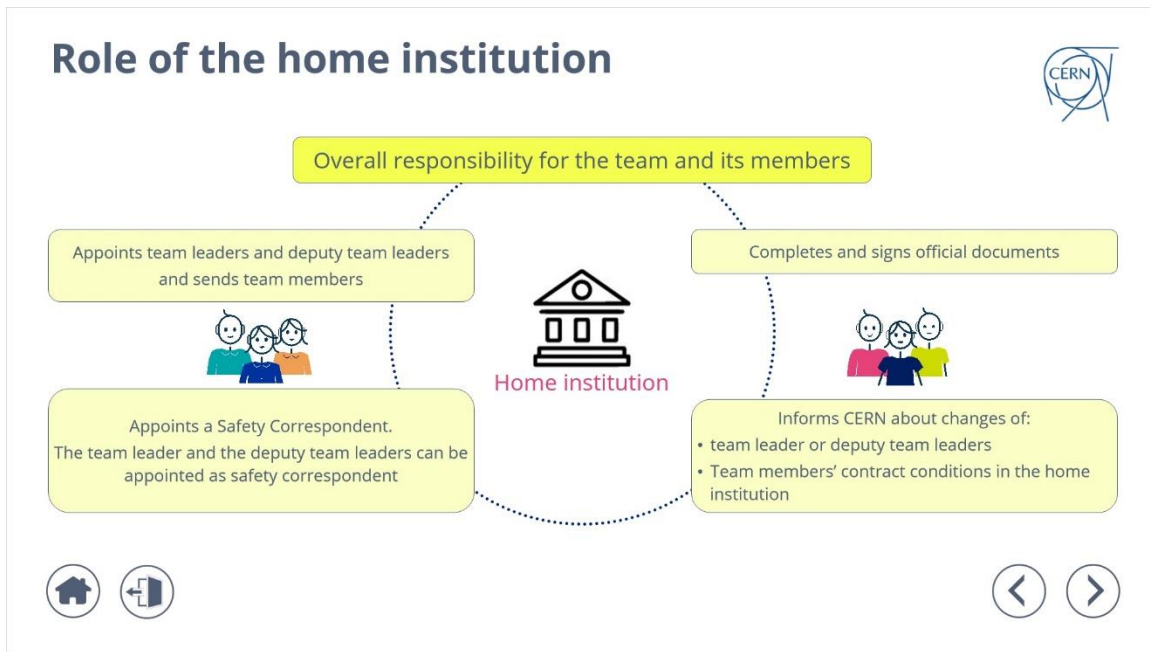 Role of the home institution
CERN
Overall responsibility for the team and its members
Appoints team leaders and deputy team leaders
and sends team members
Completes and signs official documents
Home institution
Appoints a Safety Correspondent.
The team leader and the deputy team leaders can be
appointed as safety correspondent
Informs CERN about changes of:
• team leader or deputy team leaders
• Team members’ contract conditions in the home
institution